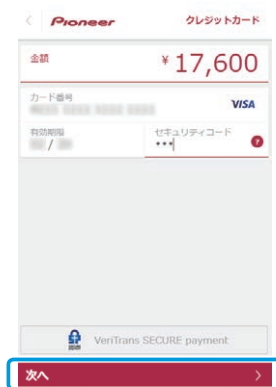 Pioneer クレジットカード
金額 ¥ 17,600
カード番号
VISA
有効期限 セキュリティコード
/ ••• ?
VeriTrans SECURE payment
次へ